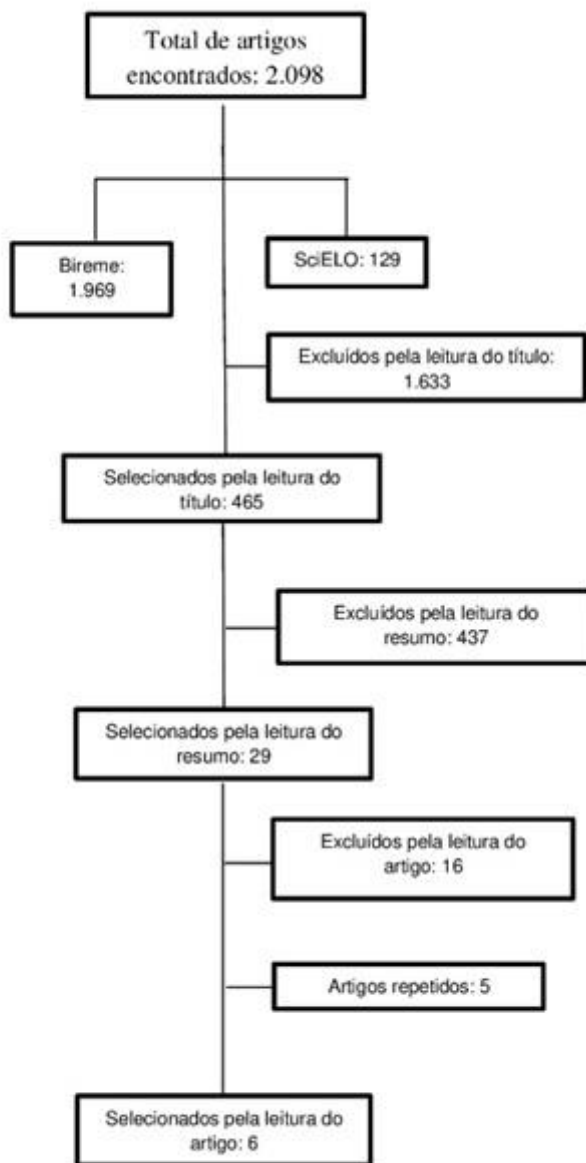 Total de artigos
encontrados: 2.098
Bireme:
1.969
SciELO: 129
Excluídos pela leitura do título:
1.633
Selecionados pela leitura do
título: 465
Excluídos pela leitura do
resumo: 437
Selecionados pela leitura do
resumo: 29
Excluídos pela leitura do
artigo: 16
Artigos repetidos: 5
Selecionados pela leitura do
artigo: 6